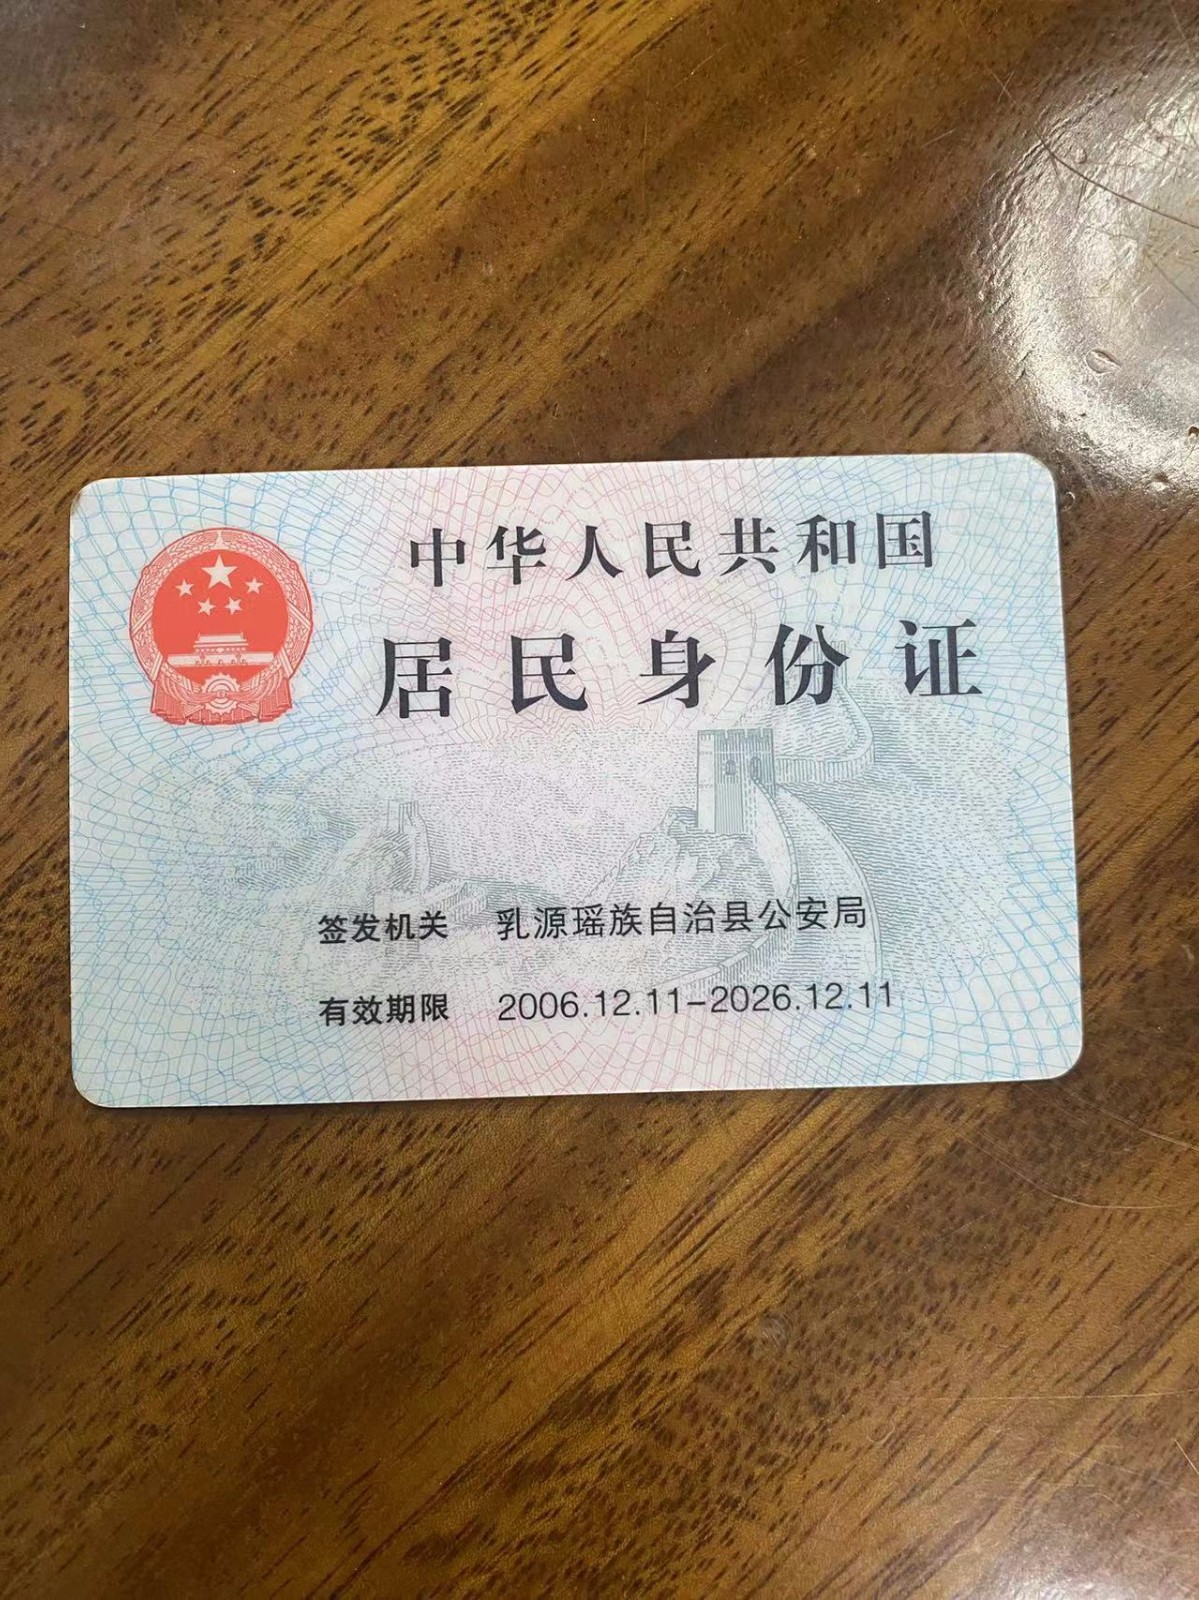 中华人民共和国
居民身份证
签发机关 乳源瑶族自治县公安局
有效期限 2006.12.11-2026.12.11